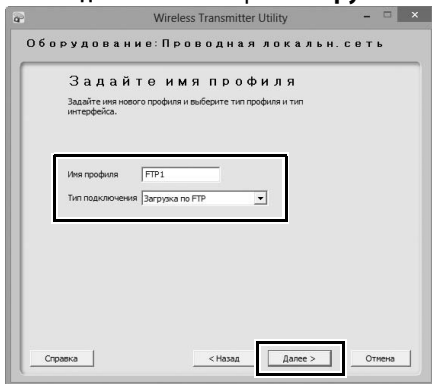 Wireless Transmitter Utility
Оборудование:Проводная локальн.сеть
Задайте имя профиля
Задайте имя нового профиля и выберите тип профиля и тип
интерфейса.
Имя профиля FTP1
Тип подключения Загрузка по FTP
Справка < Назад Далее > Отмена